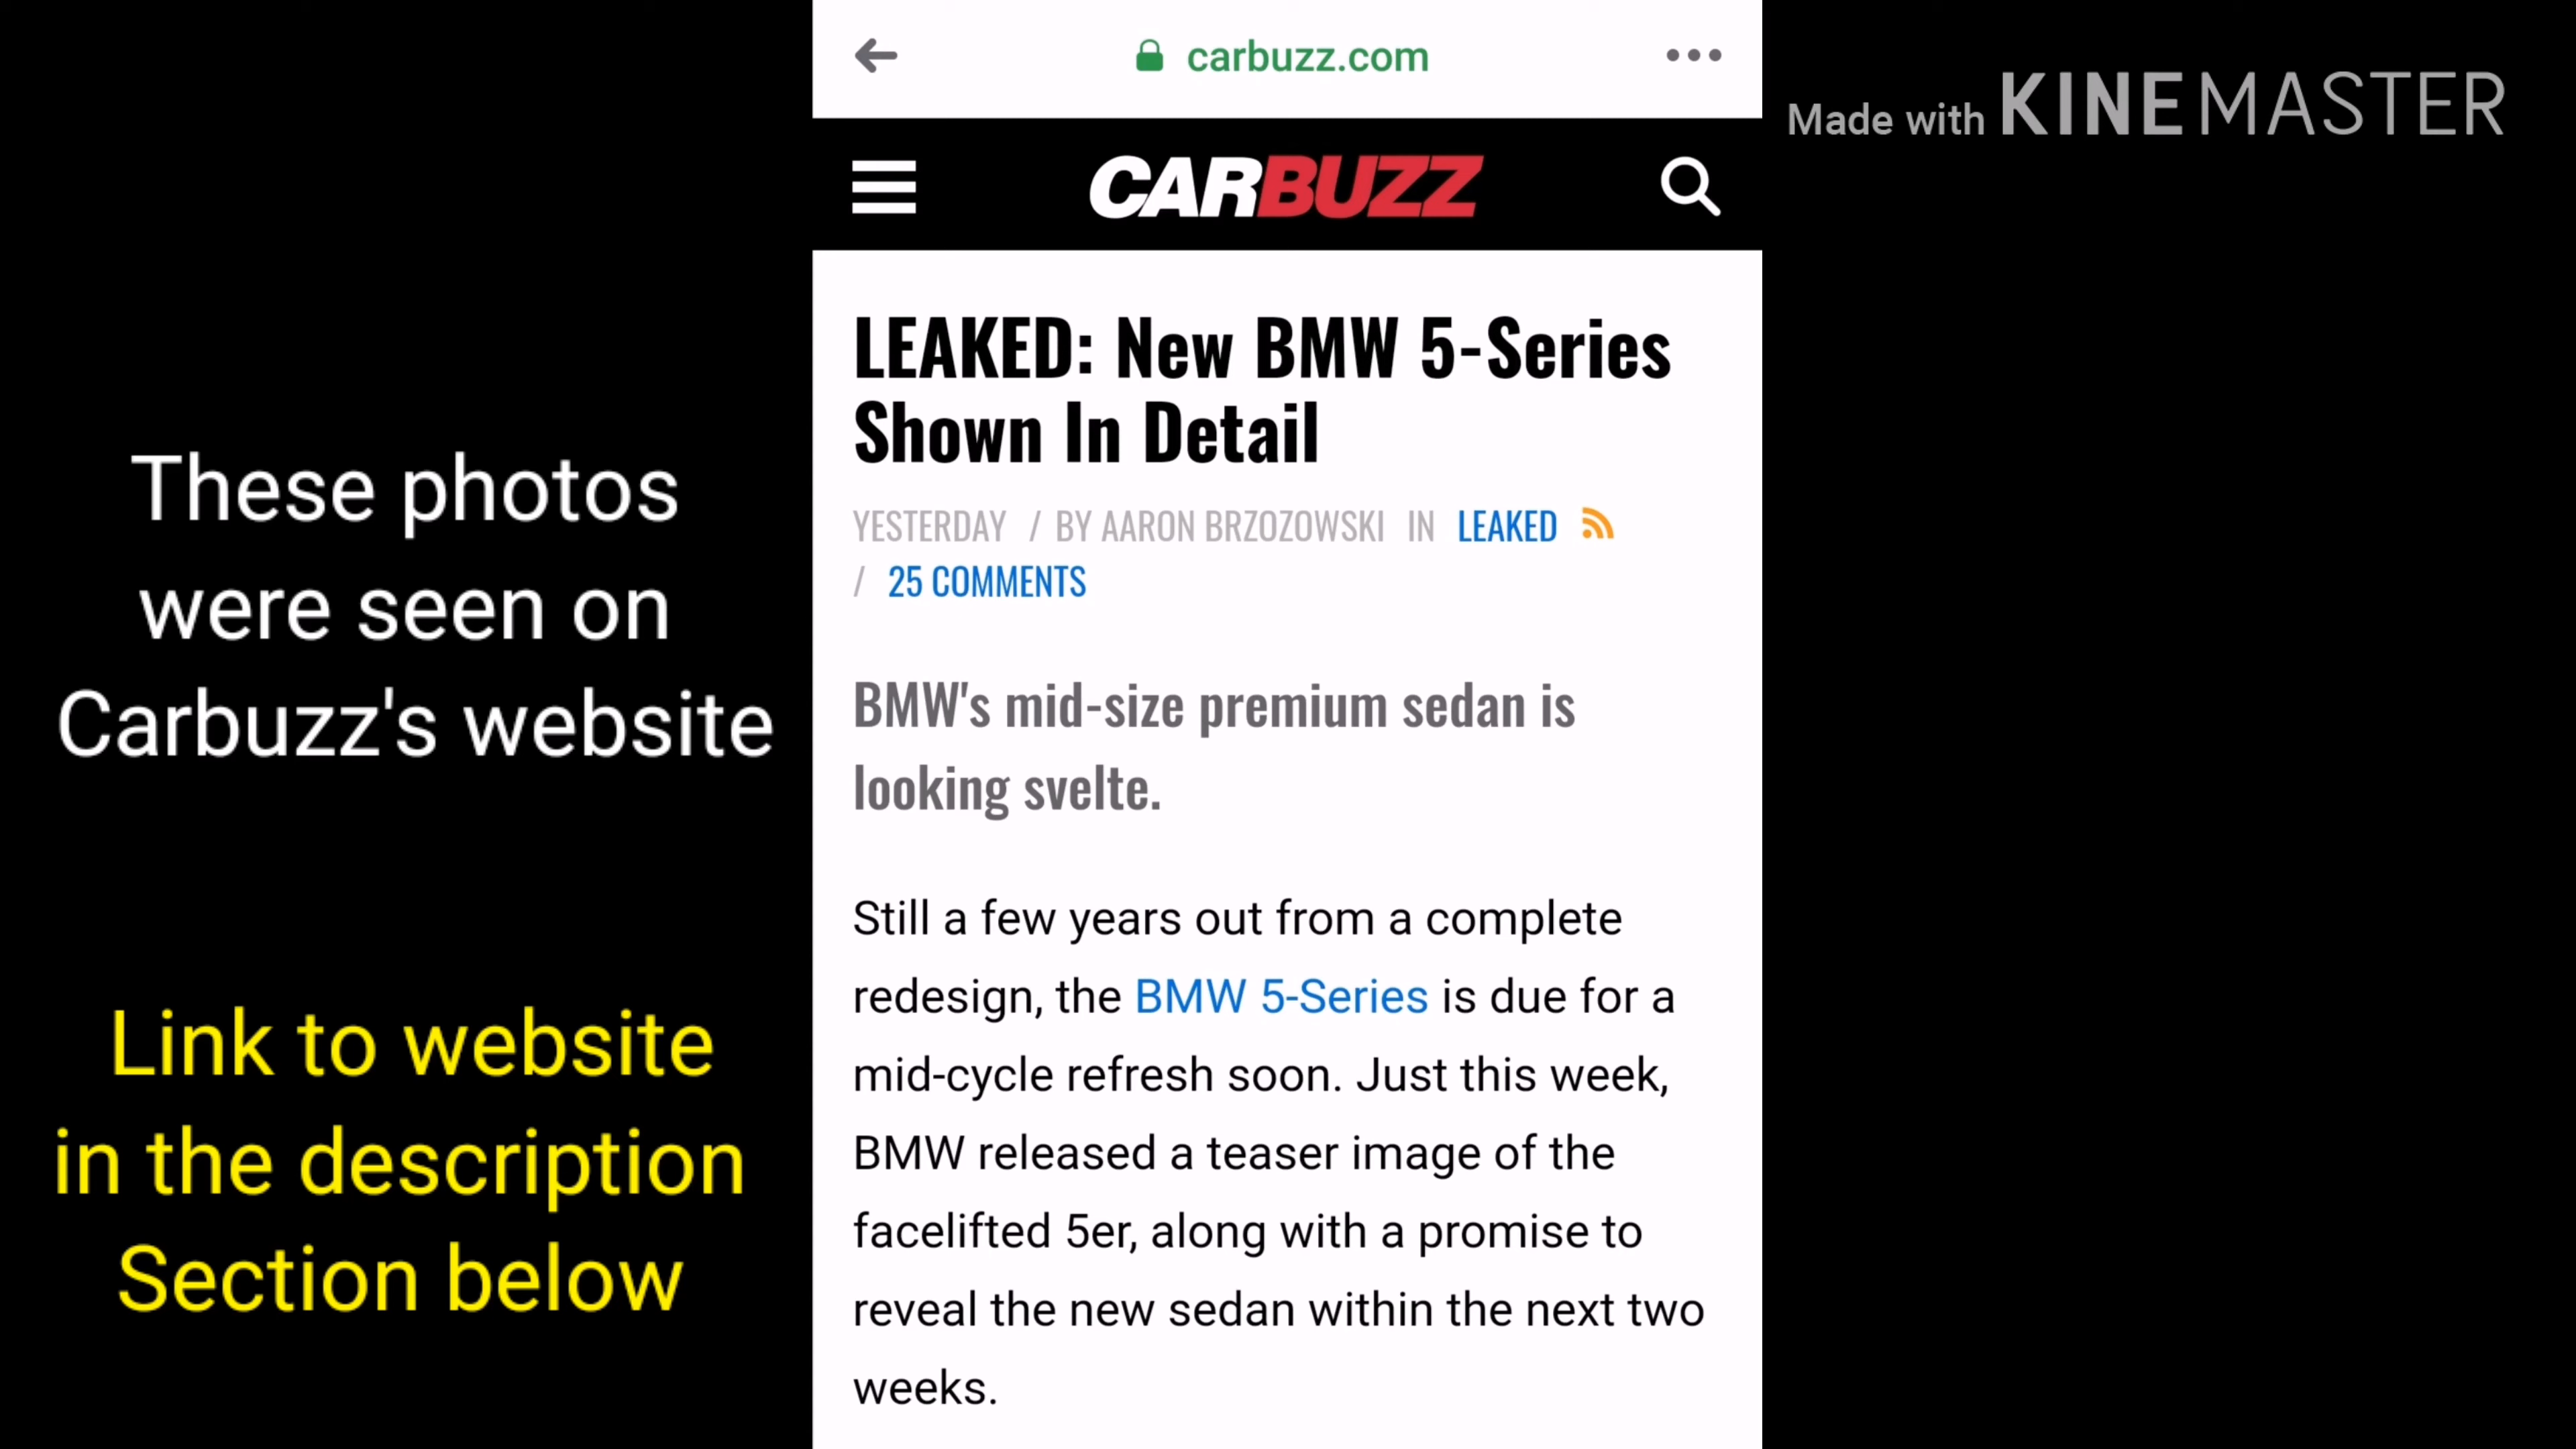 These photos
were seen on
Carbuzz's website
Link to website
in the description
Section below
carbuzz.com
CARBUZZ
LEAKED: New BMW 5-Series
Shown In Detail
YESTERDAY / BY AARON BRZOZOWSKI IN LEAKED
/ 25 COMMENTS
BMW's mid-size premium sedan is
looking svelte.
Still a few years out from a complete
redesign, the BMW 5-Series is due for a
mid-cycle refresh soon. Just this week,
BMW released a teaser image of the
facelifted 5er, along with a promise to
reveal the new sedan within the next two
weeks.
Made with KINEMASTER